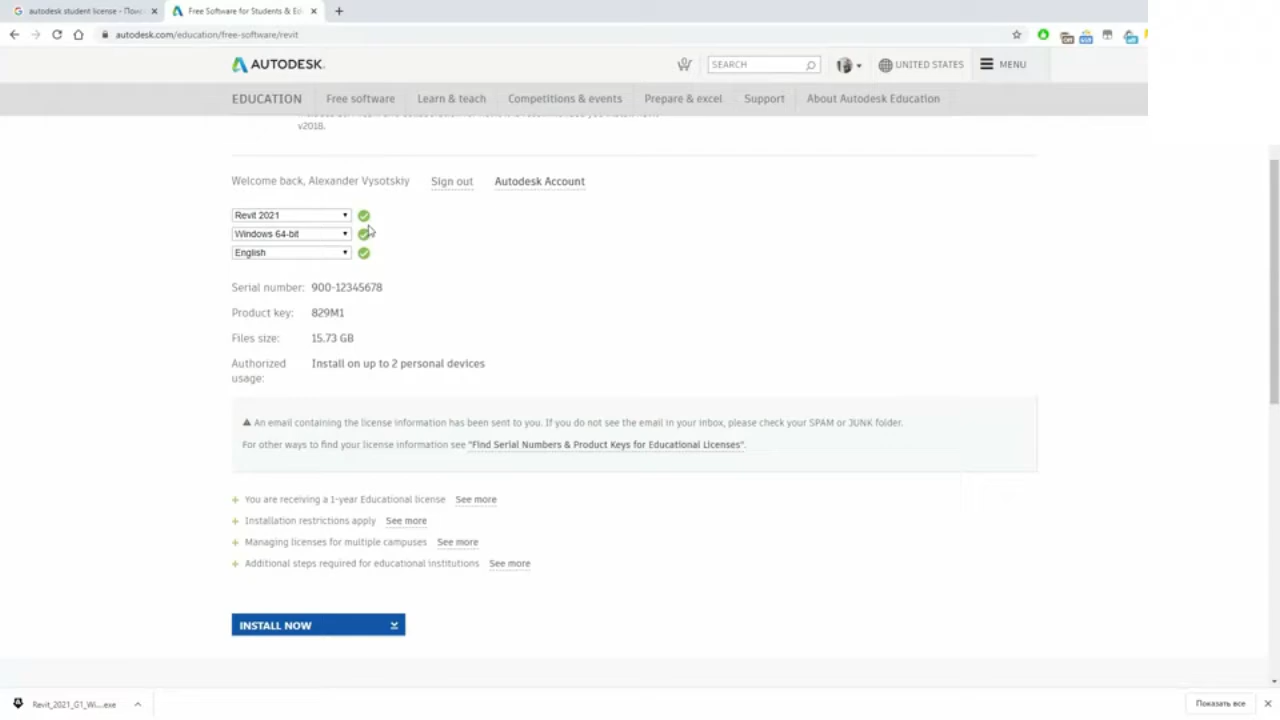 autodesk student license - Поис
Free Software for Students & Ed
autodesk.com/education/free-software/revit
AUTODESK.
SEARCH
UNITED STATES
MENU
EDUCATION
Free software
Learn & teach
Competitions & events
Prepare & excel
Support
About Autodesk Education
v2018.
Welcome back, Alexander Vysotskiy
Sign out
Autodesk Account
Revit 2021
Windows 64-bit
English
Serial number: 900-12345678
Product key: 829M1
Files size: 15.73 GB
Authorized usage: Install on up to 2 personal devices
An email containing the license information has been sent to you. If you do not see the email in your inbox, please check your SPAM or JUNK folder.
For other ways to find your license information see "Find Serial Numbers & Product Keys for Educational Licenses".
+ You are receiving a 1-year Educational license See more
+ Installation restrictions apply See more
+ Managing licenses for multiple campuses See more
+ Additional steps required for educational institutions See more
INSTALL NOW
Revit_2021_G1_Wi....exe
Показать все